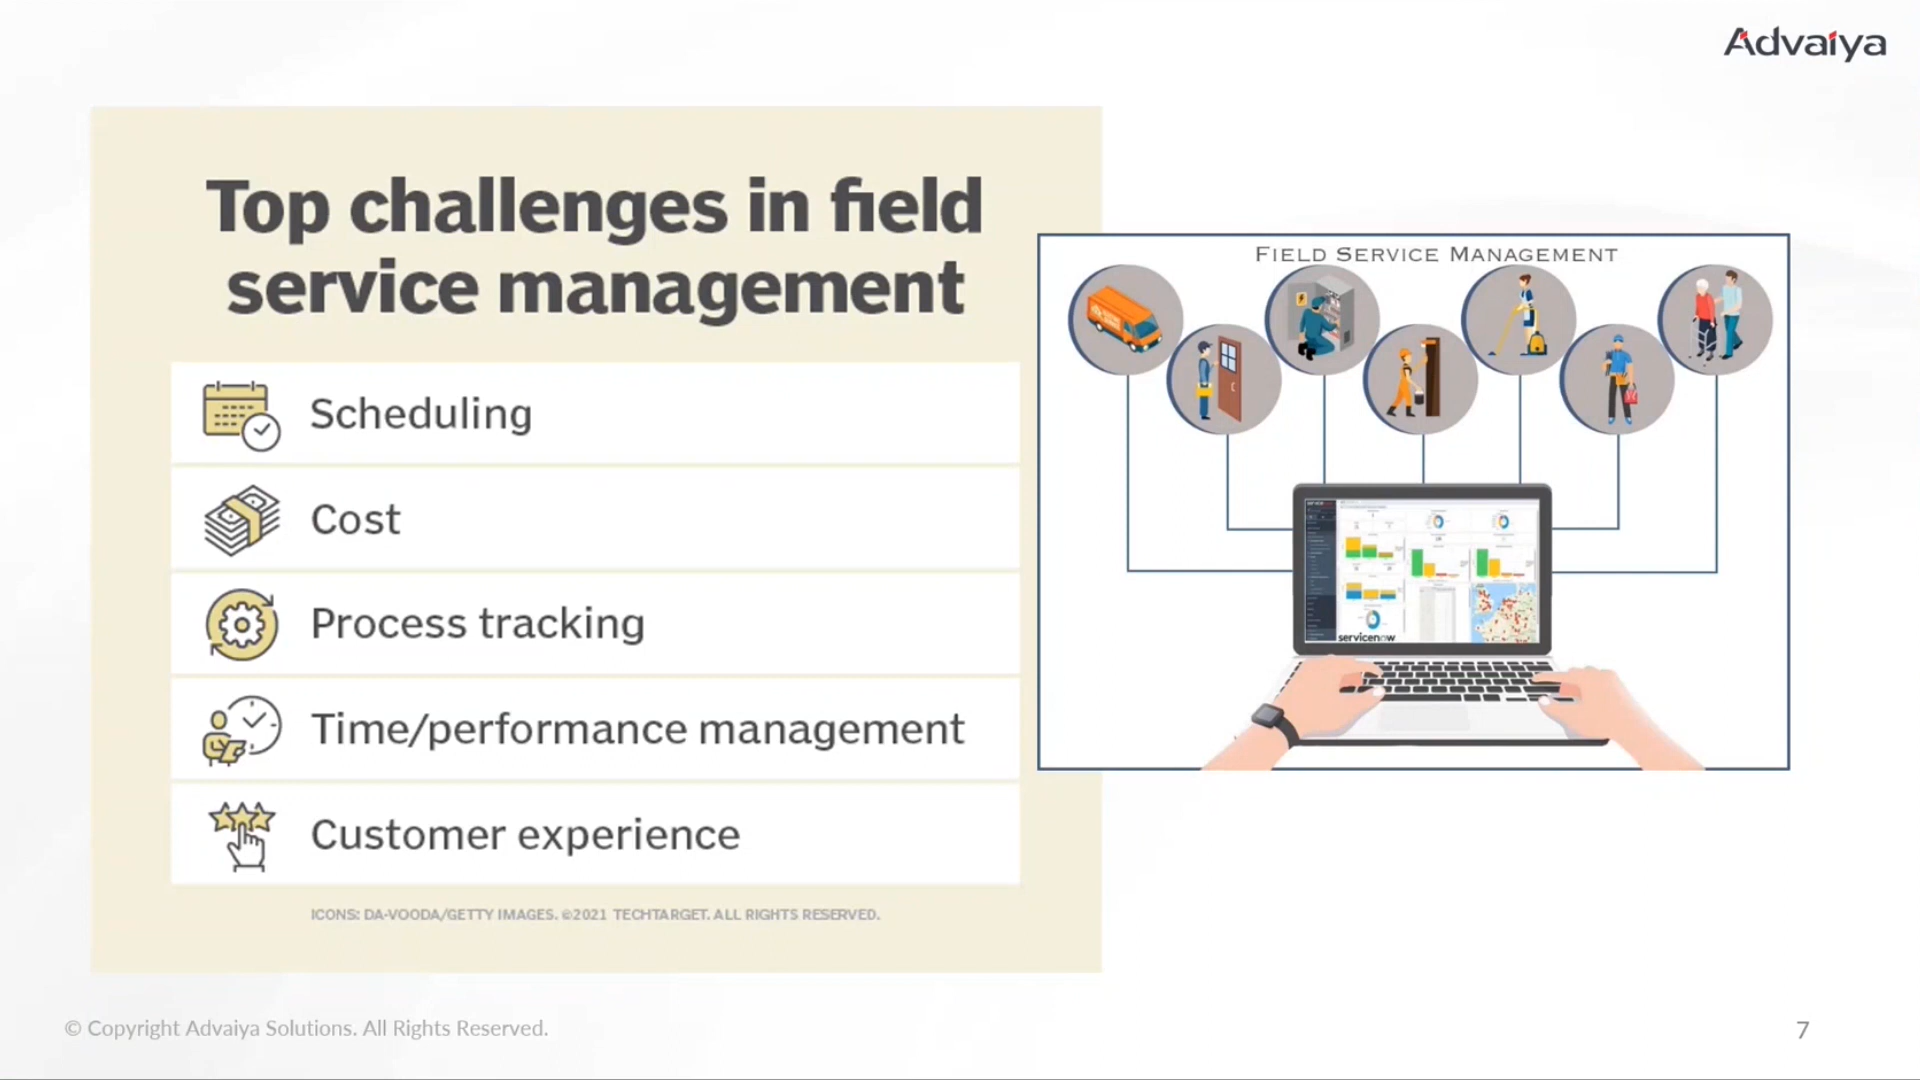 Advaiya
Top challenges in field
service management
Scheduling
Cost
Process tracking
Time/performance management
Customer experience
ICONS: DA-VOODA/GETTY IMAGES. ©2021 TECHTARGET. ALL RIGHTS RESERVED.
FIELD SERVICE MANAGEMENT
servicenow
© Copyright Advaiya Solutions. All Rights Reserved.
7